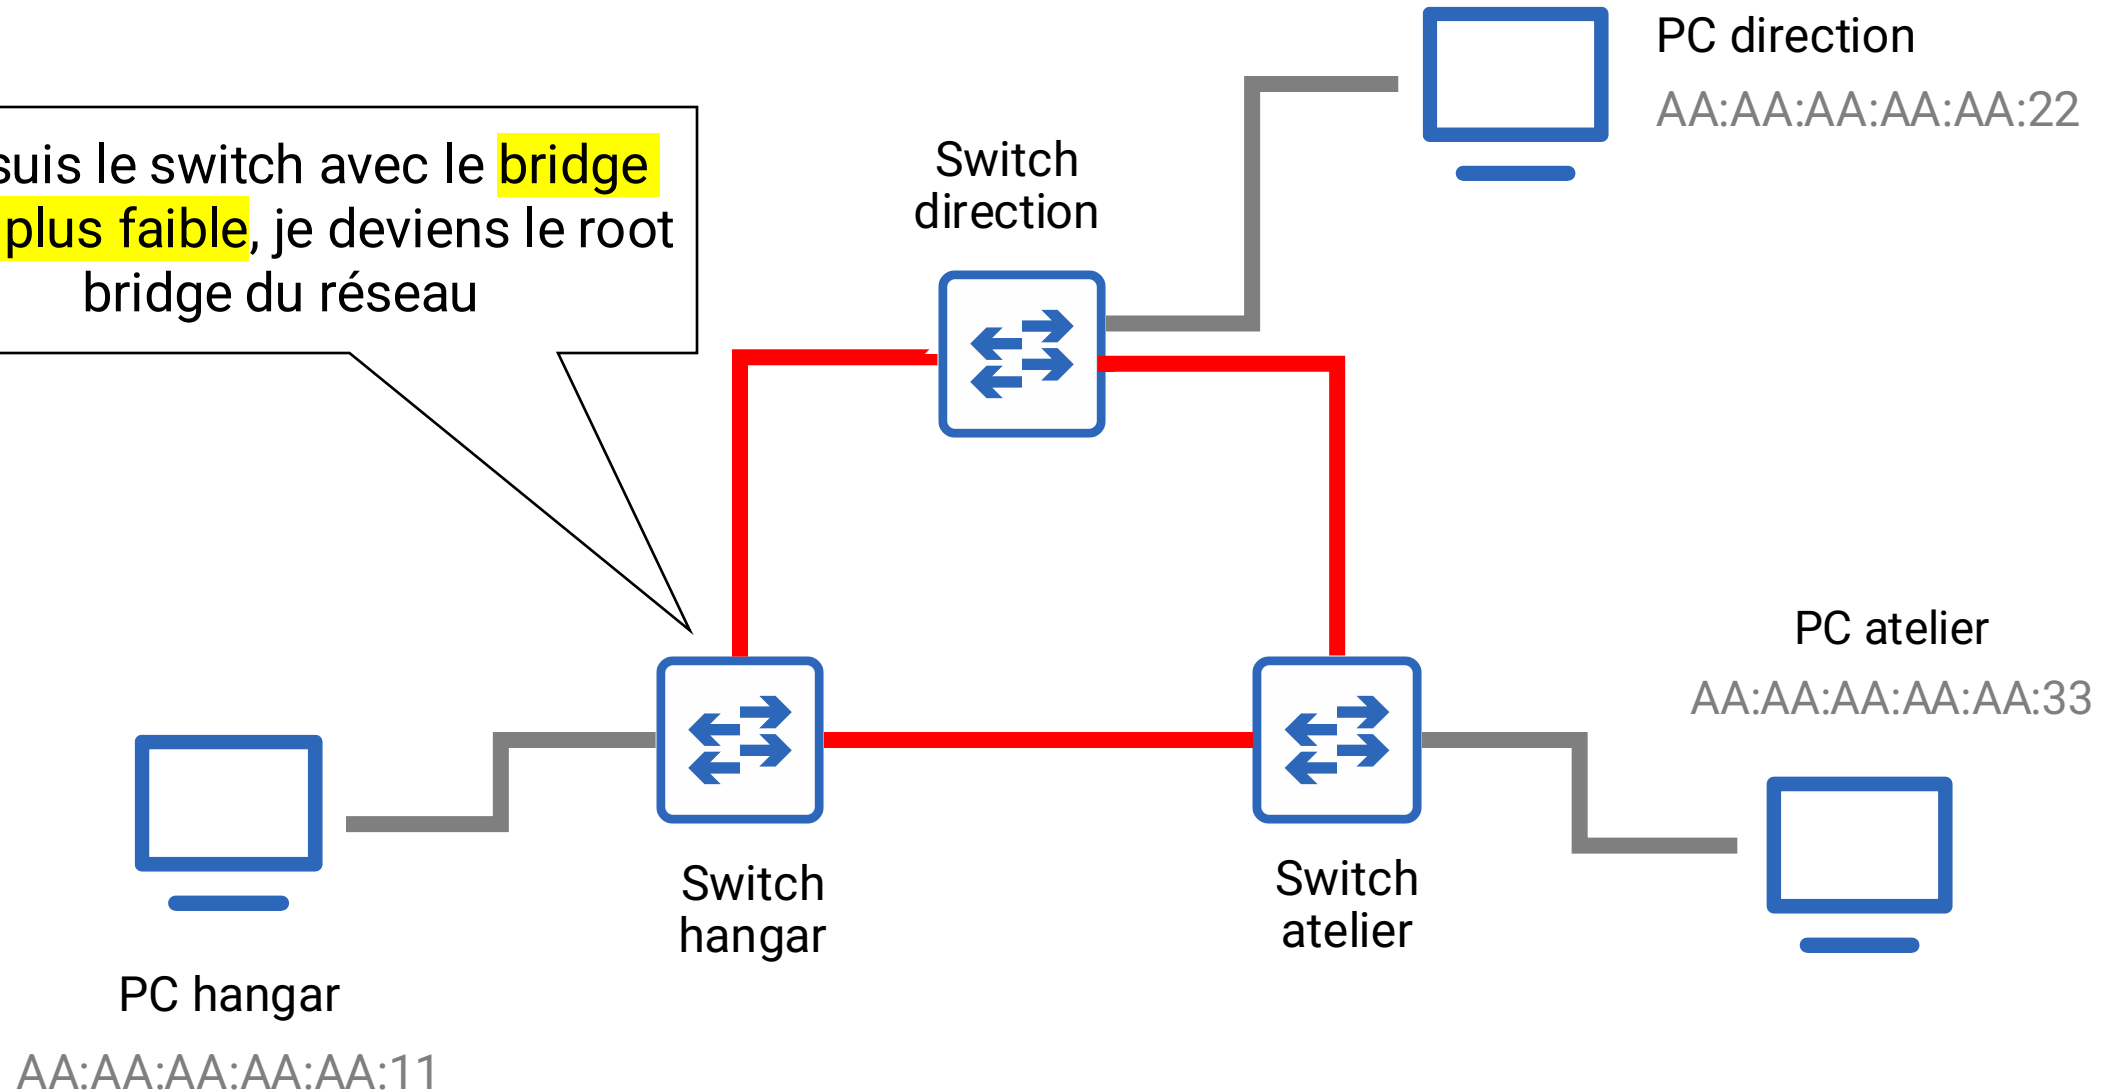 PC direction
AA:AA:AA:AA:AA:22
suis le switch avec le bridge
plus faible, je deviens le root
bridge du réseau
Switch
direction
PC atelier
AA:AA:AA:AA:AA:33
Switch
hangar
Switch
atelier
PC hangar
AA:AA:AA:AA:AA:11